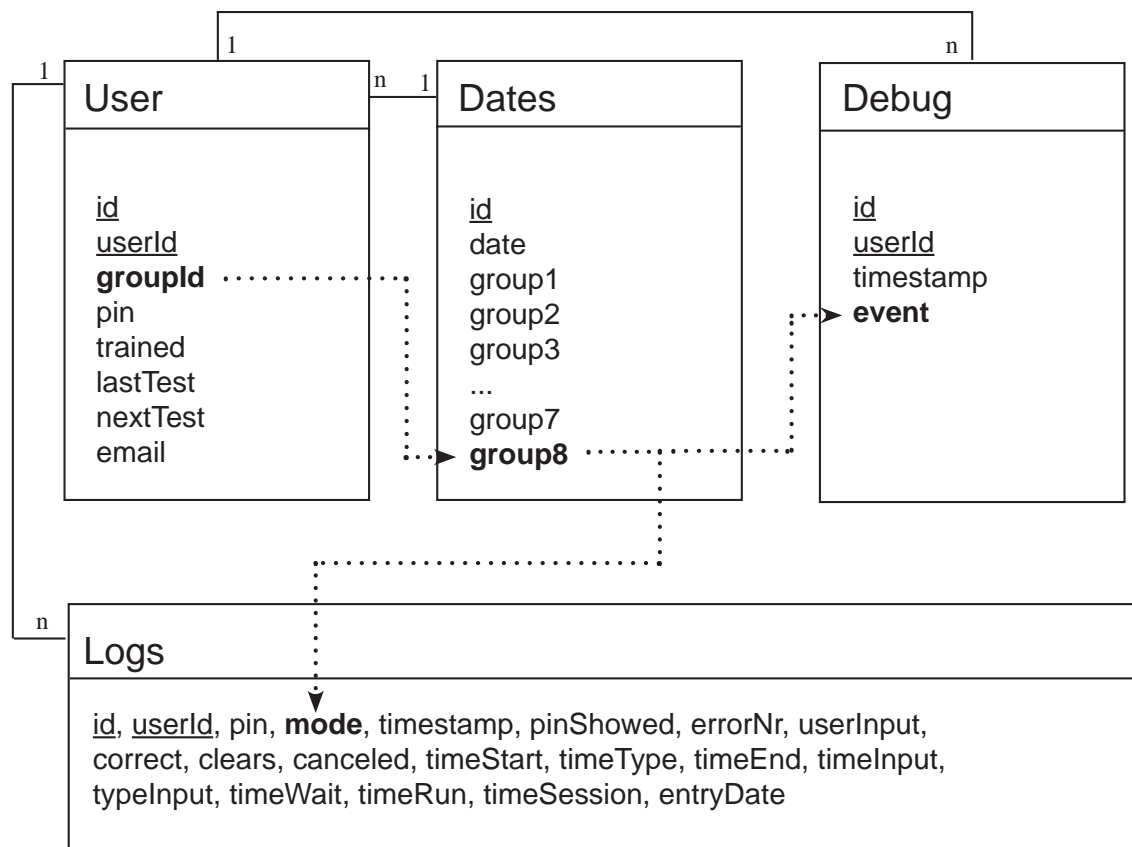 1
n
1
User
n
1
Dates
Debug
id
userId
groupId
pin
trained
lastTest
nextTest
email
id
date
group1
group2
group3
...
group7
group8
id
userId
timestamp
event
n
Logs
id, userId, pin, mode, timestamp, pinShowed, errorNr, userInput,
correct, clears, canceled, timeStart, timeType, timeEnd, timeInput,
typeInput, timeWait, timeRun, timeSession, entryDate